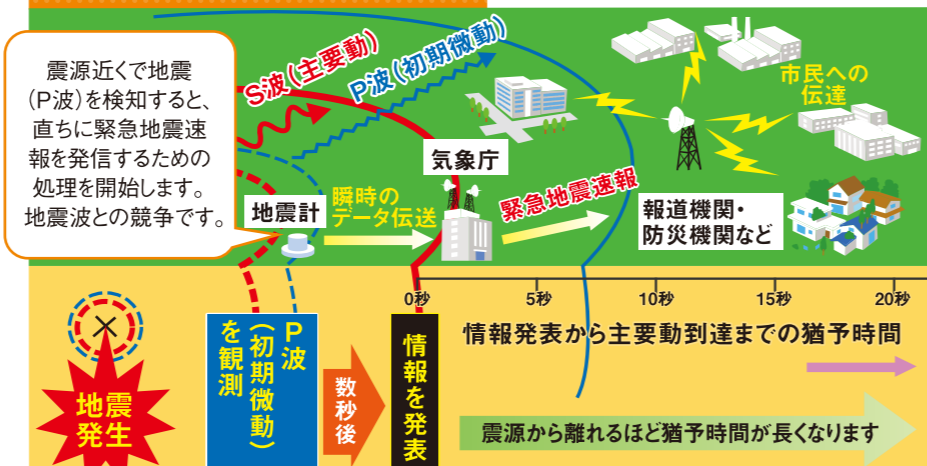 震源近くで地震
（P波）を検知すると、
直ちに緊急地震速
報を発信するための
処理を開始します。
地震波との競争です。
S波（主要動）
P波（初期微動）
市民への
伝達
気象庁
地震計
瞬時の
データ伝送
緊急地震速報
報道機関・
防災機関など
0秒
5秒
10秒
15秒
20秒
情報発表から主要動到達までの猶予時間
地震
発生
P波
（初期微動）
を観測
数秒後
情報を発表
震源から離れるほど猶予時間が長くなります